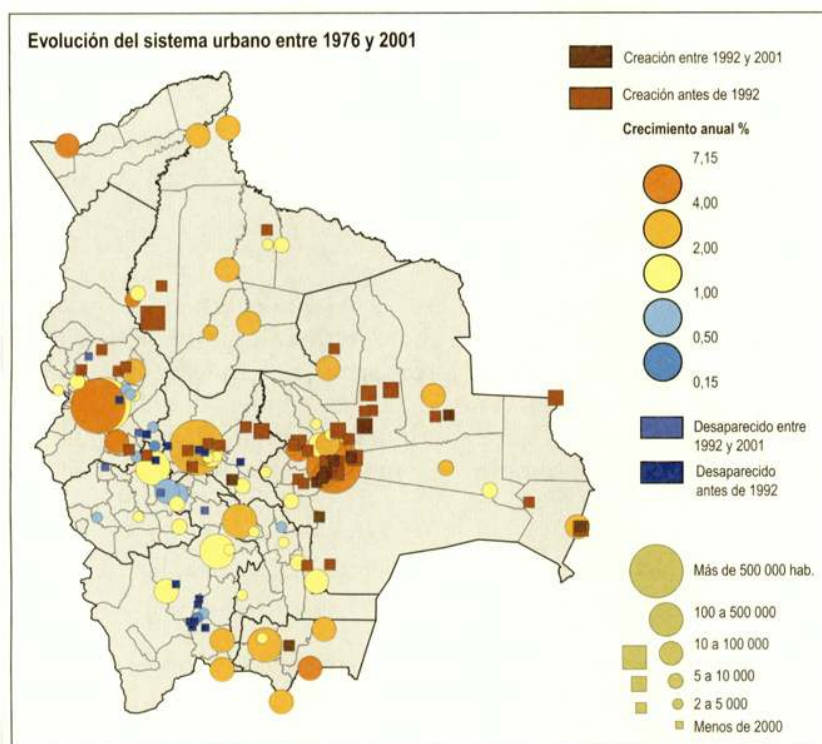 Evolución del sistema urbano entre 1976 y 2001
Creación entre 1992 y 2001
Creación antes de 1992
Crecimiento anual %
7,15
4,00
2,00
1,00
0,50
0,15
Desaparecido entre
1992 y 2001
Desaparecido
antes de 1992
Más de 500 000 hab.
100 a 500 000
10 a 100 000
5 a 10 000
2 a 5 000
Menos de 2000